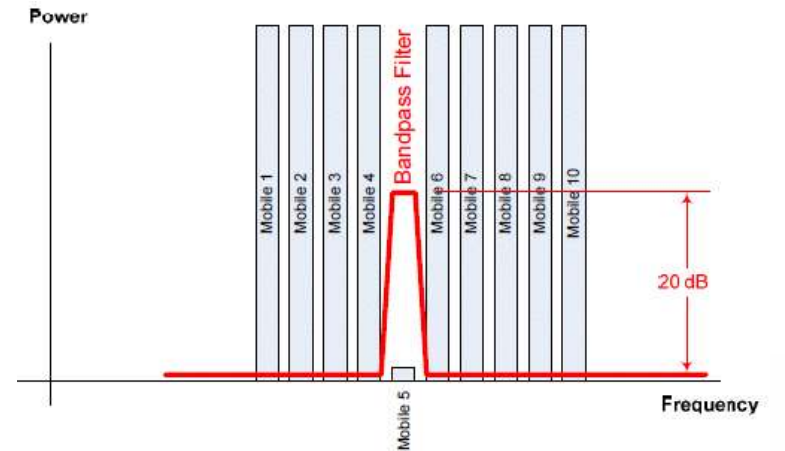 Power
Mobile 1
Mobile 2
Mobile 3
Mobile 4
Bandpass Filter
Mobile 6
Mobile 7
Mobile 8
Mobile 9
Mobile 10
20 dB
Mobile 5
Frequency